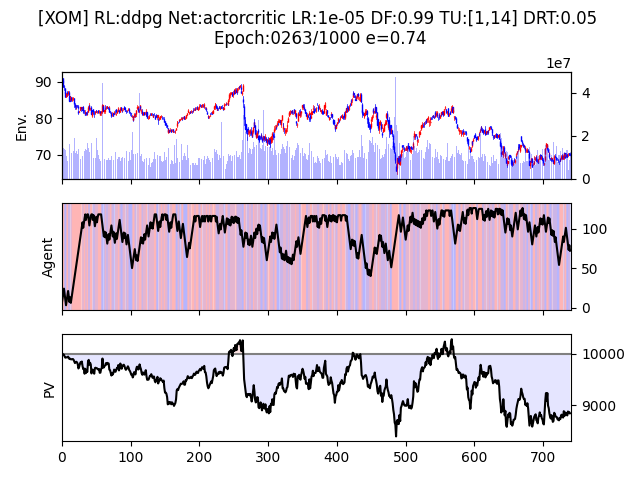 [XOM] RL:ddpg Net:actorcritic LR:1e-05 DF:0.99 TU:[1,14] DRT:0.05
Epoch:0263/1000 e=0.74
1e7
90
80
70
Env.
4
2
0
Agent
100
50
0
PV
10000
9000
0 100 200 300 400 500 600 700